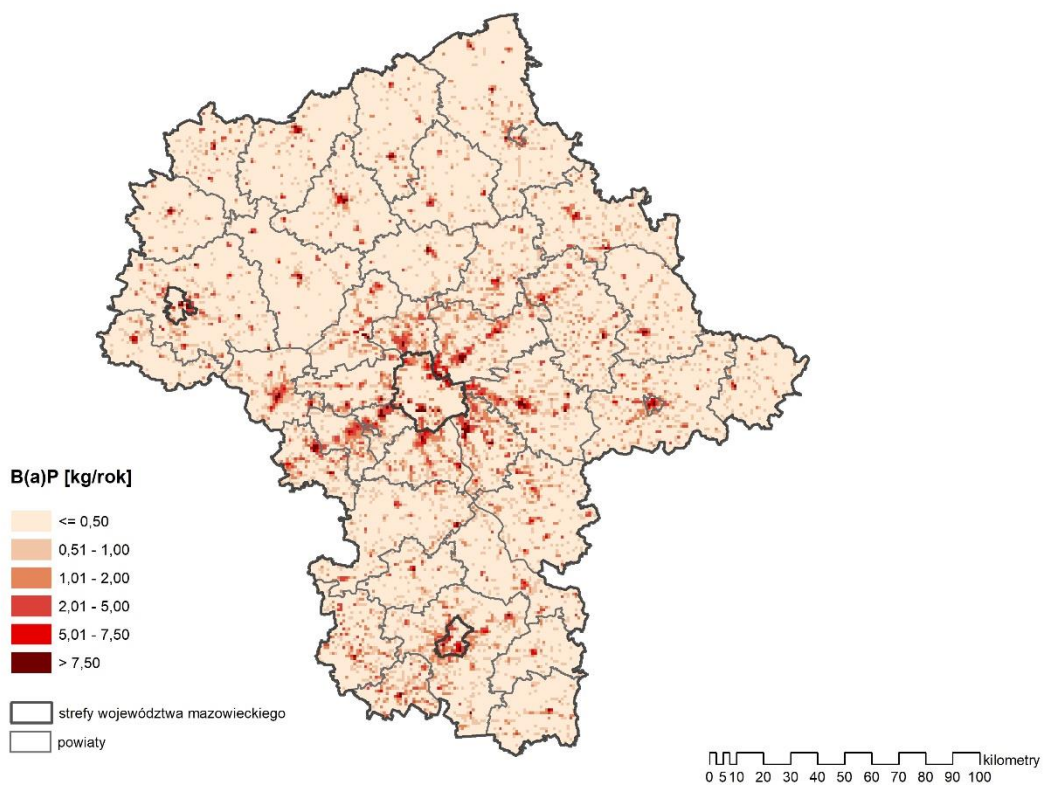 B(a)P [kg/rok]
<= 0,50
0,51 - 1,00
1,01 - 2,00
2,01 - 5,00
5,01 - 7,50
> 7,50
strefy województwa mazowieckiego
powiaty
kilometry
0 5 10 20 30 40 50 60 70 80 90 100